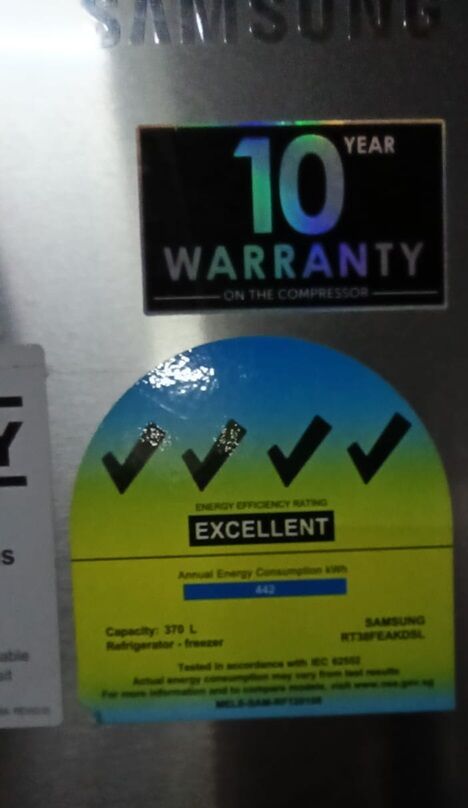 SAMSUNG
10 YEAR
WARRANTY
ON THE COMPRESSOR
Y
s
ENERGY EFFICIENCY RATING
EXCELLENT
Annual Energy Consumption kWh
442
Capacity: 370 L
Refrigerator - freezer
SAMSUNG
RT38FEAKDSL
Tested in accordance with IEC 62552
Actual energy consumption may vary from test results
For more information and to compare models, visit www.nea.gov.sg